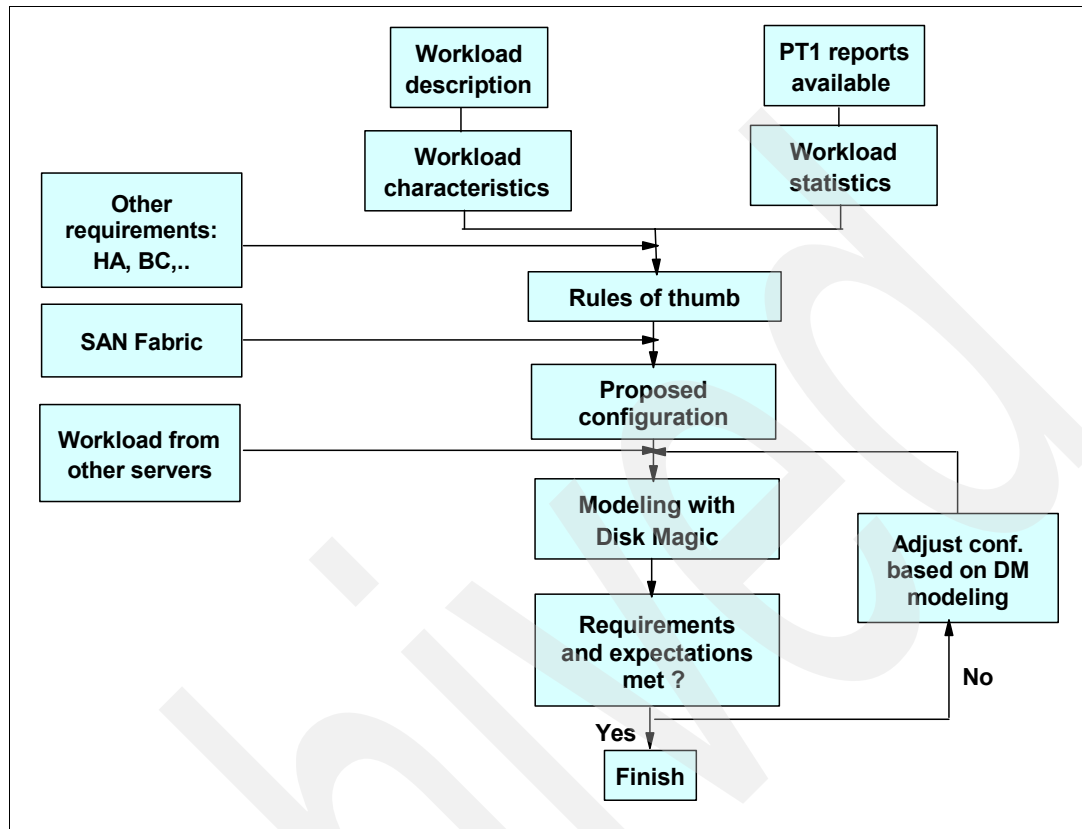 Workload
description
PT1 reports
available
Workload
characteristics
Workload
statistics
Other
requirements:
HA, BC,..
Rules of thumb
SAN Fabric
Proposed
configuration
Workload from
other servers
Modeling with
Disk Magic
Adjust conf.
based on DM
modeling
Requirements
and expectations
met ?
No
Yes
Finish